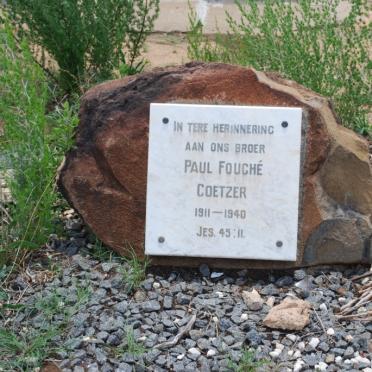 IN TERE HERINNERING
AAN ONS BROER
PAUL FOUCHÉ
COETZER
1911—1940
JES. 45:11.